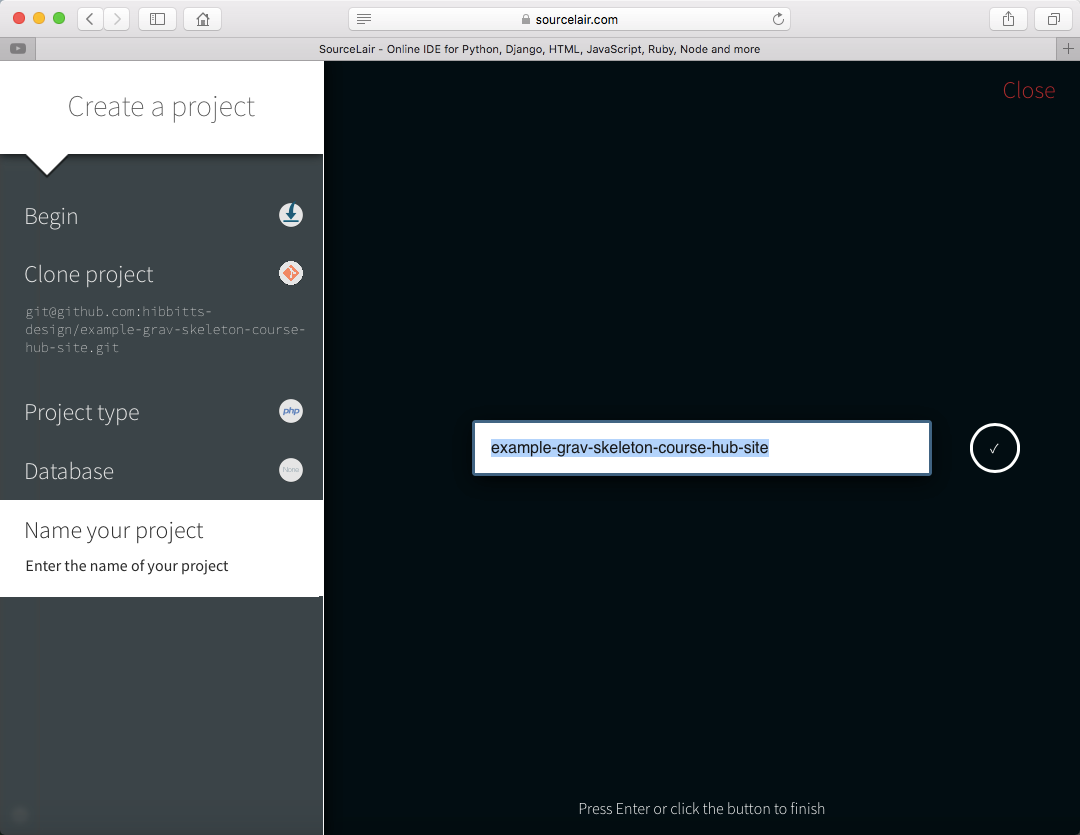 sourcelair.com
SourceLair - Online IDE for Python, Django, HTML, JavaScript, Ruby, Node and more
Create a project
Close
Begin
Clone project
git@github.com:hibbitts-
design/example-grav-skeleton-course-
hub-site.git
Project type
php
Database
None
Name your project
Enter the name of your project
example-grav-skeleton-course-hub-site
Press Enter or click the button to finish